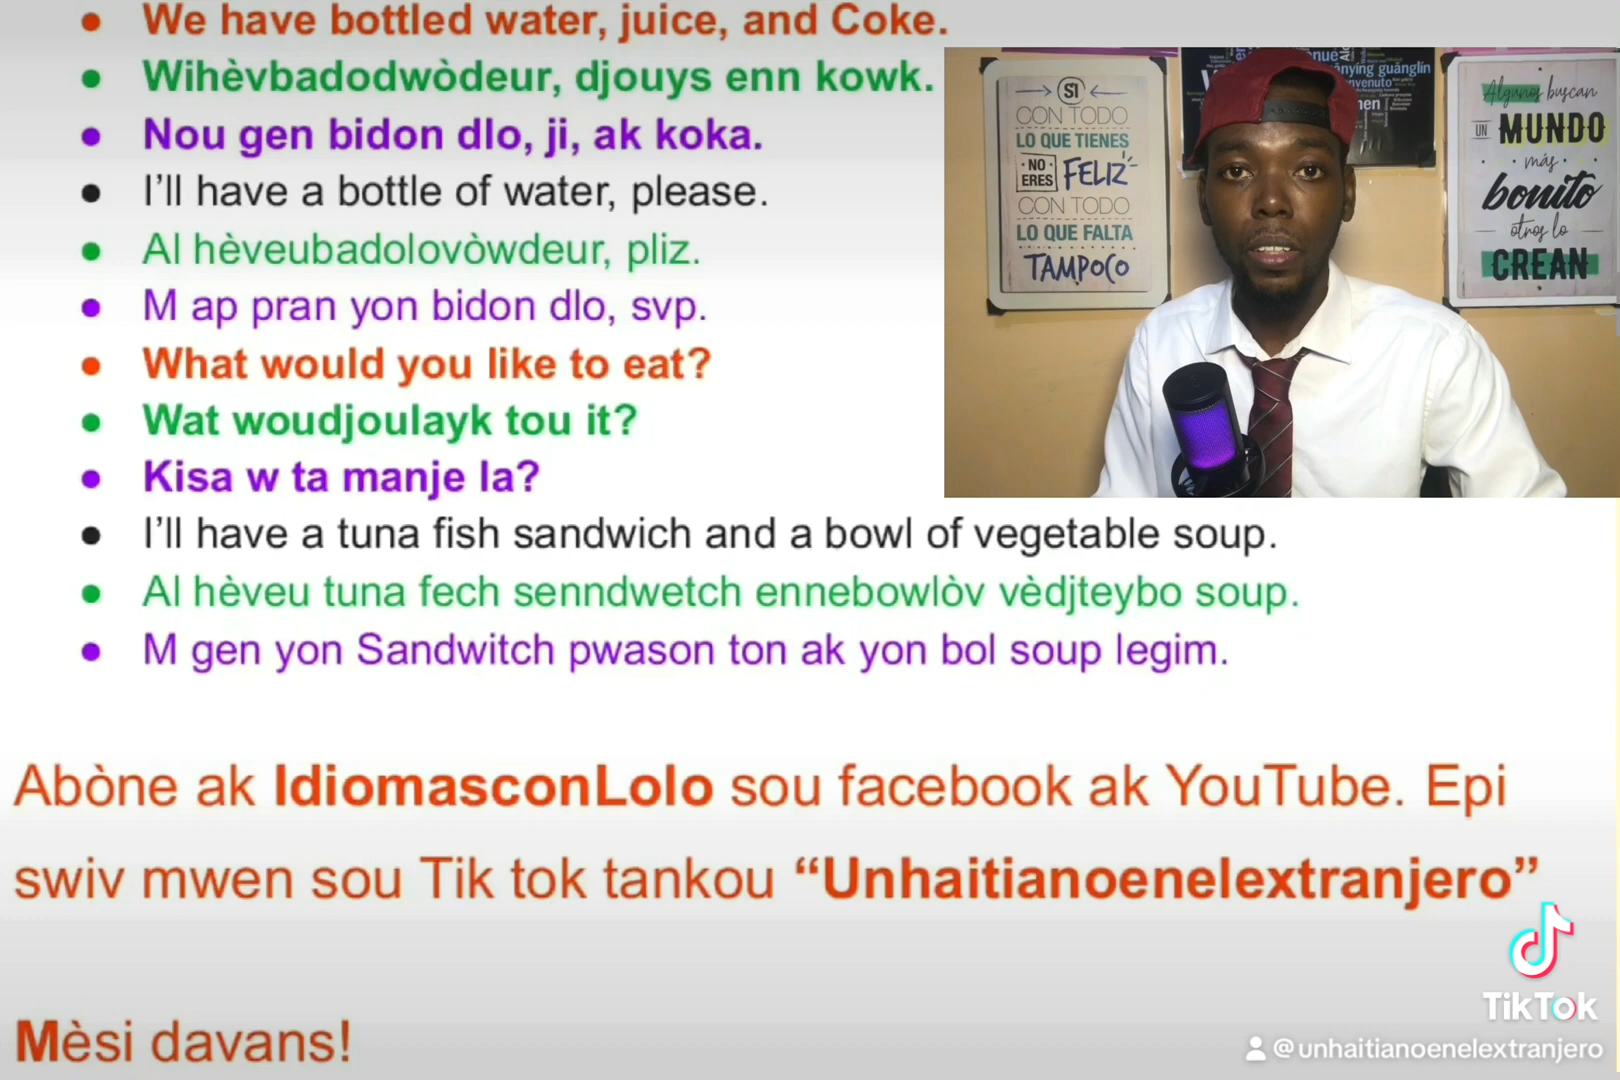 We have bottled water, juice, and Coke.
Wihèvbadodwòdeur, djouys enn kowk.
Nou gen bidon dlo, ji, ak koka.
I’ll have a bottle of water, please.
Al hèveubadolovòwdeur, pliz.
M ap pran yon bidon dlo, svp.
What would you like to eat?
Wat woudjoulayk tou it?
Kisa w ta manje la?
I’ll have a tuna fish sandwich and a bowl of vegetable soup.
Al hèveu tuna fech senndwetch ennebowlòv vèdjteybo soup.
M gen yon Sandwitch pwason ton ak yon bol soup legim.
Abòne ak IdiomasconLolo sou facebook ak YouTube. Epi
swiv mwen sou Tik tok tankou “Unhaitianoenelextranjero”
Mèsi davans!
SI
CON TODO
LO QUE TIENES
NO ERES FELIZ
CON TODO
LO QUE FALTA
TAMPOCO
Algunos buscan
UN MUNDO
más
bonito
otros lo
CREAN
TikTok
@unhaitianoenelextranjero